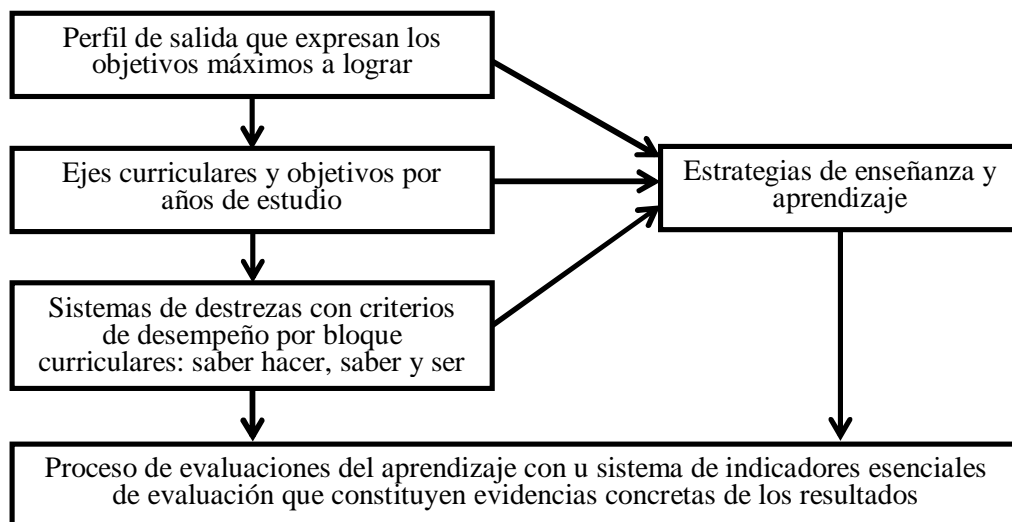 Perfil de salida que expresan los
objetivos máximos a lograr
Ejes curriculares y objetivos por
años de estudio
Estrategias de enseñanza y
aprendizaje
Sistemas de destrezas con criterios
de desempeño por bloque
curriculares: saber hacer, saber y ser
Proceso de evaluaciones del aprendizaje con u sistema de indicadores esenciales
de evaluación que constituyen evidencias concretas de los resultados